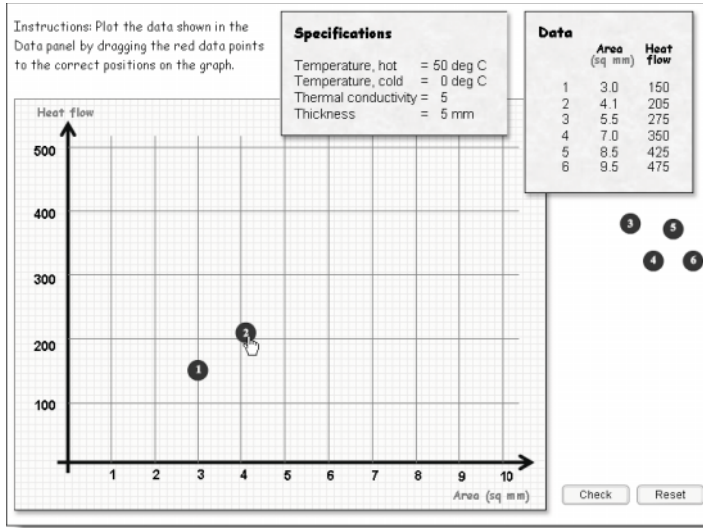 Instructions: Plot the data shown in the
Data panel by dragging the red data points
to the correct positions on the graph.
Specifications
Temperature, hot = 50 deg C
Temperature, cold = 0 deg C
Thermal conductivity = 5
Thickness = 5 mm
Data
Area Heat
(sq mm) flow
1 3.0 150
2 4.1 205
3 5.5 275
4 7.0 350
5 8.5 425
6 9.5 475
Heat flow
500
400
300
200
100
1 2 3 4 5 6 7 8 9 10
Area (sq mm)
2
1
3
5
4
6
Check Reset